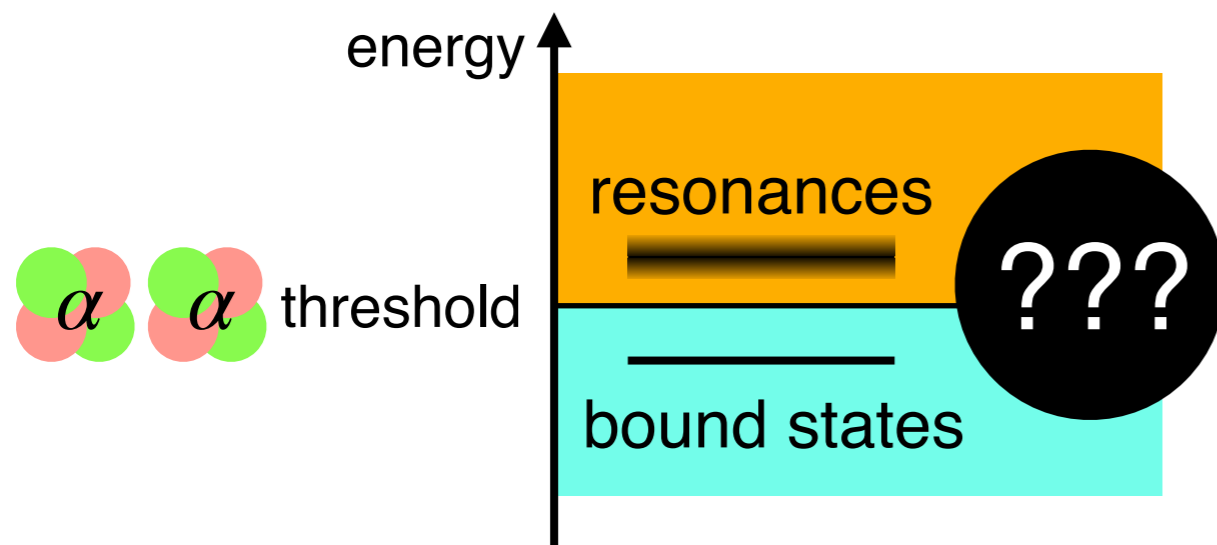 energy
resonances
α α threshold
???
bound states